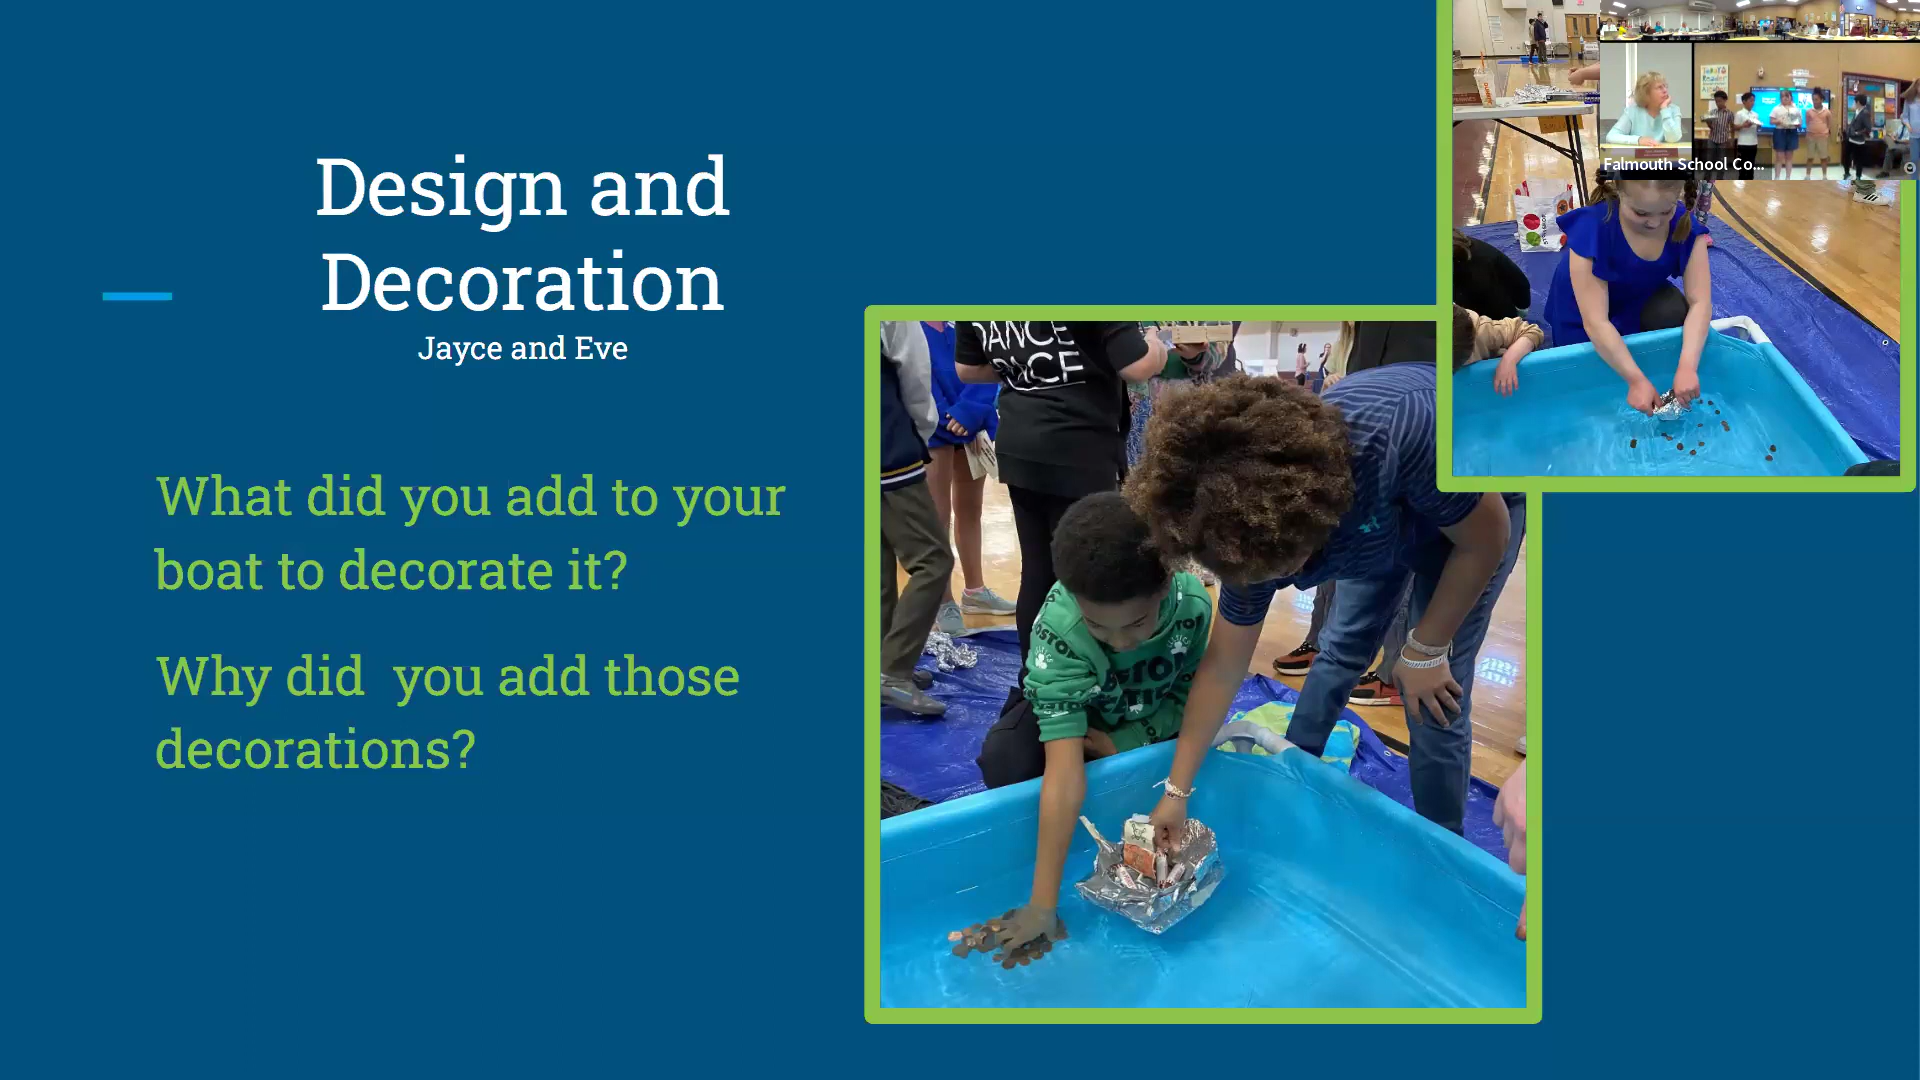 Design and
Decoration
Jayce and Eve
What did you add to your
boat to decorate it?
Why did  you add those
decorations?
Falmouth School Co...
DANCE